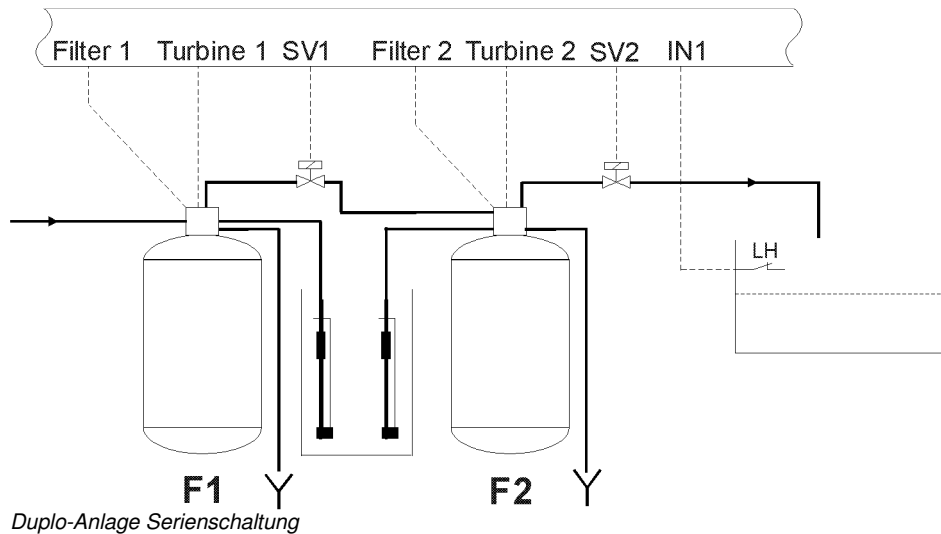 Filter 1 Turbine 1 SV1 Filter 2 Turbine 2 SV2 IN1
LH
F1 F2
Duplo-Anlage Serienschaltung